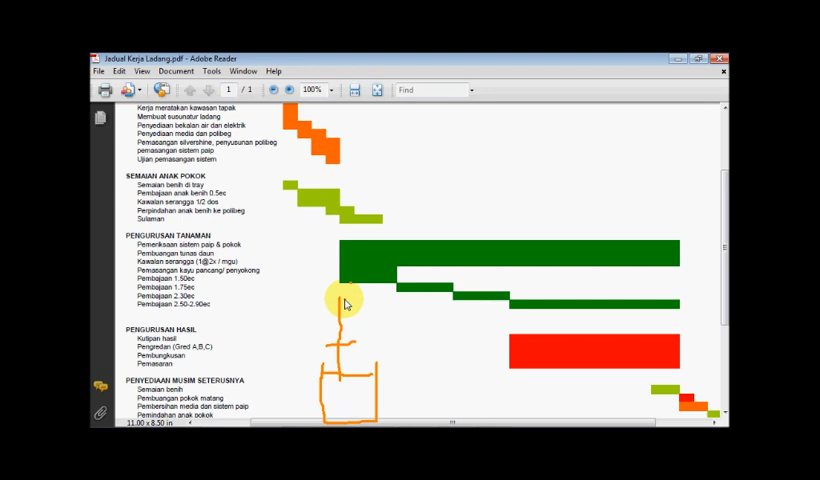 Jadual Kerja Ladang.pdf - Adobe Reader
File Edit View Document Tools Window Help
1 / 1 100% Find
Kerja meratakan kawasan tapak
Membuat susunatur ladang
Penyediaan bekalan air dan elektrik
Penyediaan media dan polibeg
Pemasangan silvershine, penyusunan polibeg
pemasangan sistem paip
Ujian pemasangan sistem
SEMAIAN ANAK POKOK
Semaian benih di tray
Pembajaan anak benih 0.5ec
Kawalan serangga 1/2 dos
Perpindahan anak benih ke polibeg
Sulaman
PENGURUSAN TANAMAN
Pemeriksaan sistem paip & pokok
Pembuangan tunas daun
Kawalan serangga (1@2x / mgu)
Pemasangan kayu pancang/ penyokong
Pembajaan 1.50ec
Pembajaan 1.75ec
Pembajaan 2.30ec
Pembajaan 2.50-2.90ec
PENGURUSAN HASIL
Kutipan hasil
Pengredan (Gred A,B,C)
Pembungkusan
Pemasaran
PENYEDIAAN MUSIM SETERUSNYA
Semaian benih
Pembuangan pokok matang
Pembersihan media dan sistem paip
Pemindahan anak pokok
11.00 x 8.50 in